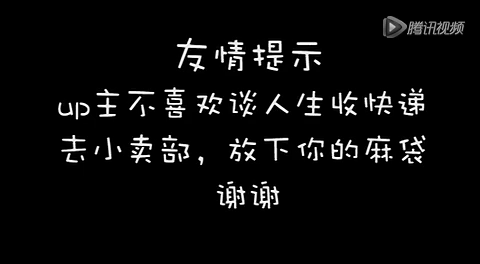 腾讯视频
友情提示
up主不喜欢谈人生收快递
去小卖部，放下你的麻袋
谢谢